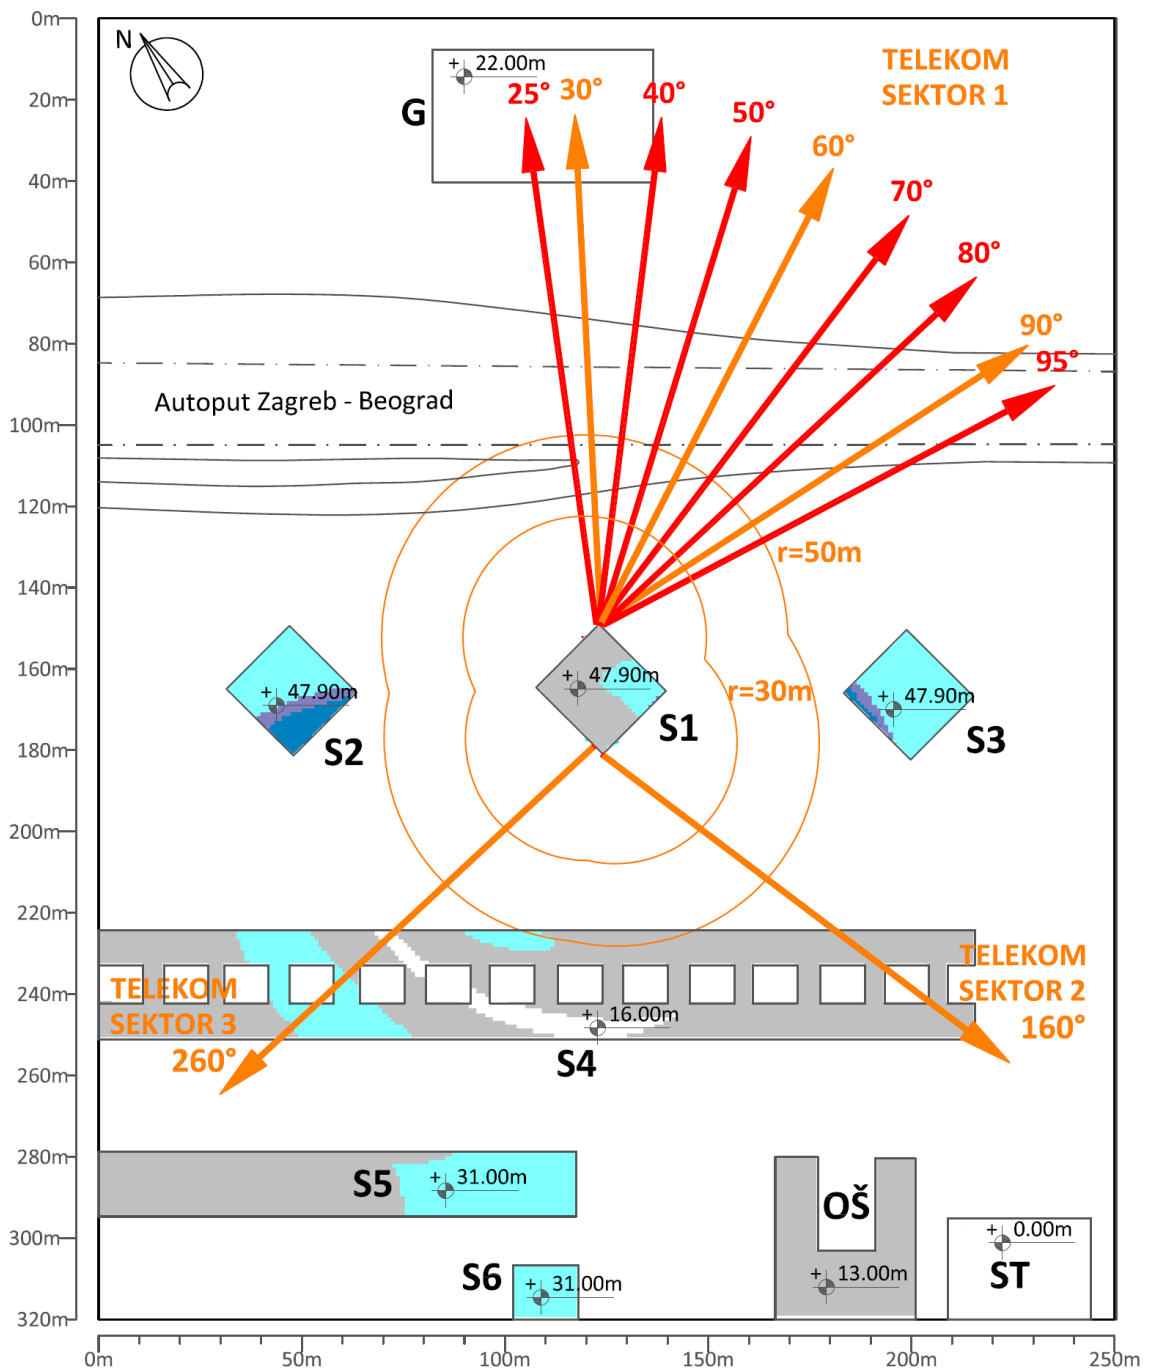 0m
N
TELEKOM
SEKTOR 1
+ 22.00m
G
25°
30°
40°
50°
20m
60°
40m
70°
60m
80°
80m
90°
95°
Autoput Zagreb - Beograd
100m
120m
r=50m
140m
160m
+ 47.90m
+ 47.90m
r=30m
+ 47.90m
S2
S1
S3
180m
200m
220m
TELEKOM
SEKTOR 2
160°
240m
TELEKOM
SEKTOR 3
260°
+ 16.00m
S4
260m
280m
S5
+ 31.00m
OŠ
300m
+ 0.00m
S6
+ 31.00m
+ 13.00m
ST
320m
0m
50m
100m
150m
200m
250m